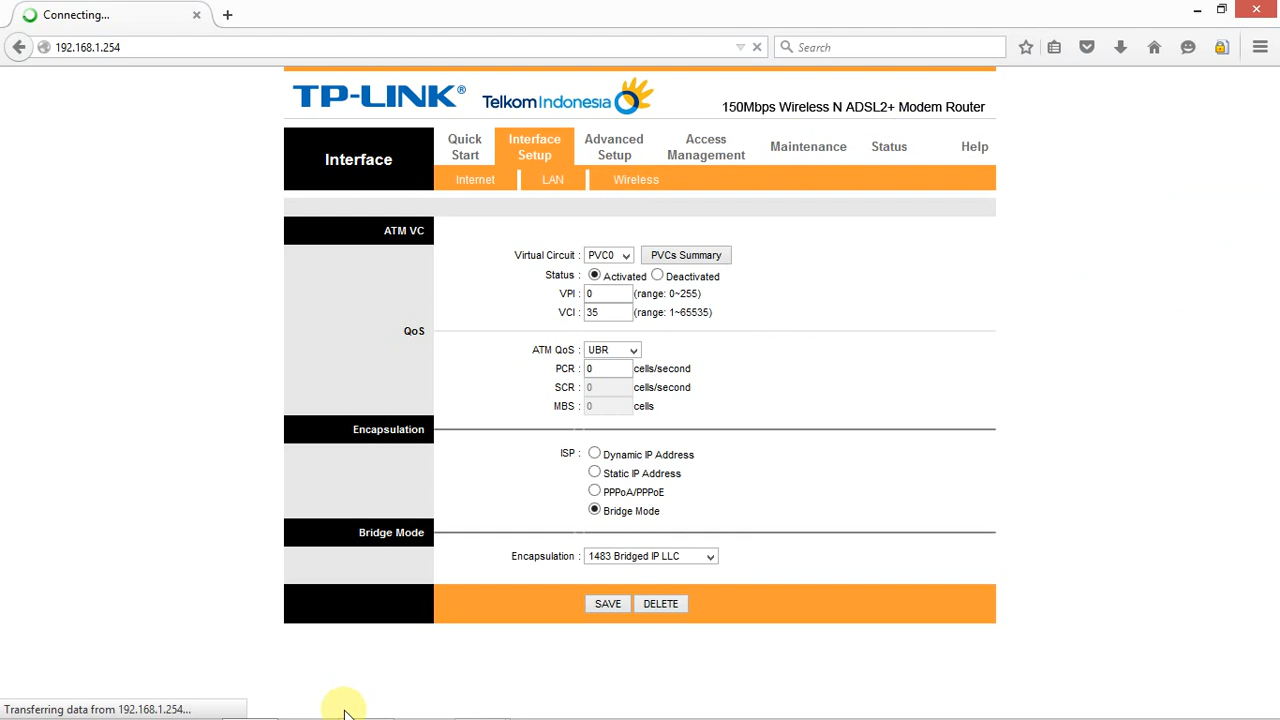 Connecting...
192.168.1.254
Search
TP-LINK®
TelkomIndonesia
150Mbps Wireless N ADSL2+ Modem Router
Interface
Quick Start
Interface Setup
Advanced Setup
Access Management
Maintenance
Status
Help
Internet
LAN
Wireless
ATM VC
Virtual Circuit : PVC0 PVCs Summary
Status : Activated Deactivated
VPI : 0 (range: 0~255)
VCI : 35 (range: 1~65535)
QoS
ATM QoS : UBR
PCR : 0 cells/second
SCR : 0 cells/second
MBS : 0 cells
Encapsulation
ISP : Dynamic IP Address
Static IP Address
PPPoA/PPPoE
Bridge Mode
Bridge Mode
Encapsulation : 1483 Bridged IP LLC
SAVE DELETE
Transferring data from 192.168.1.254...